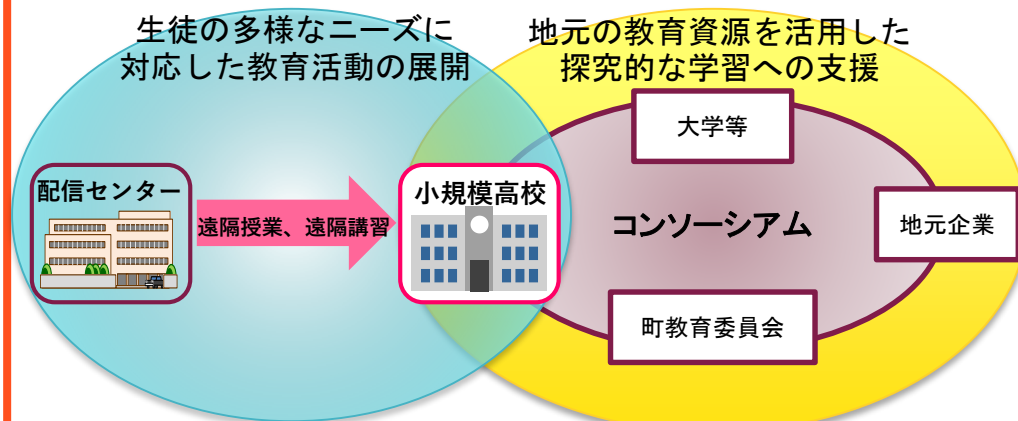 生徒の多様なニーズに
対応した教育活動の展開
地元の教育資源を活用した
探究的な学習への支援
大学等
配信センター
遠隔授業、遠隔講習
小規模高校
コンソーシアム
地元企業
町教育委員会